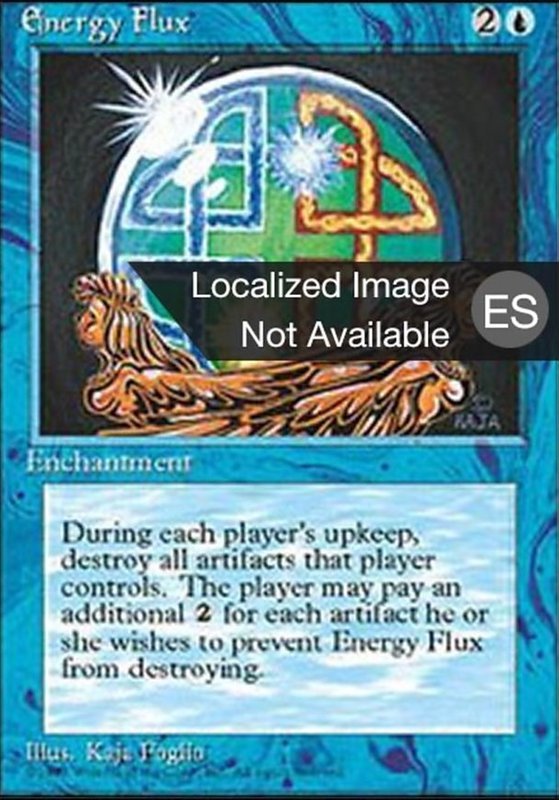 Energy Flux 2
Localized Image
Not Available
ES
KAJA
Enchantment
During each player's upkeep,
destroy all artifacts that player
controls. The player may pay an
additional 2 for each artifact he or
she wishes to prevent Energy Flux
from destroying.
Illus. Kaja Foglio